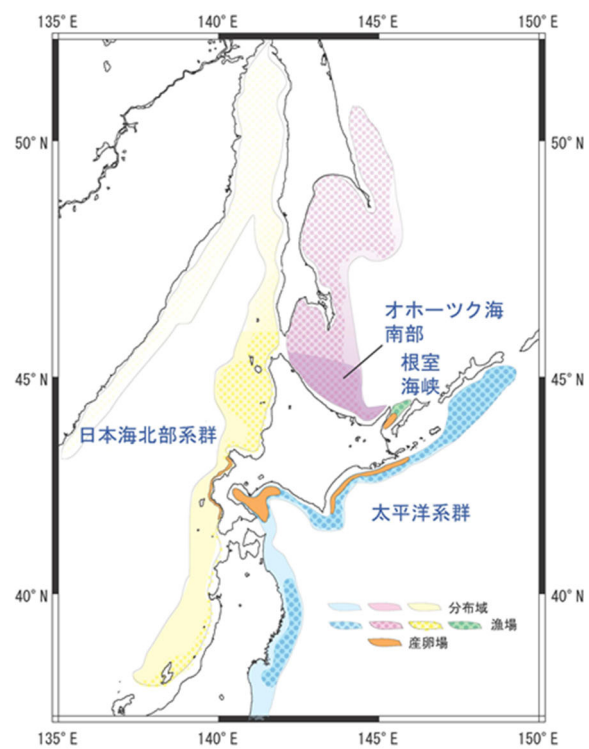 135° E
140° E
145° E
150° E
50° N
50° N
オホーツク海
南部
根室
海峡
45° N
45° N
日本海北部系群
太平洋系群
40° N
40° N
分布域
漁場
産卵場
135° E
140° E
145° E
150° E